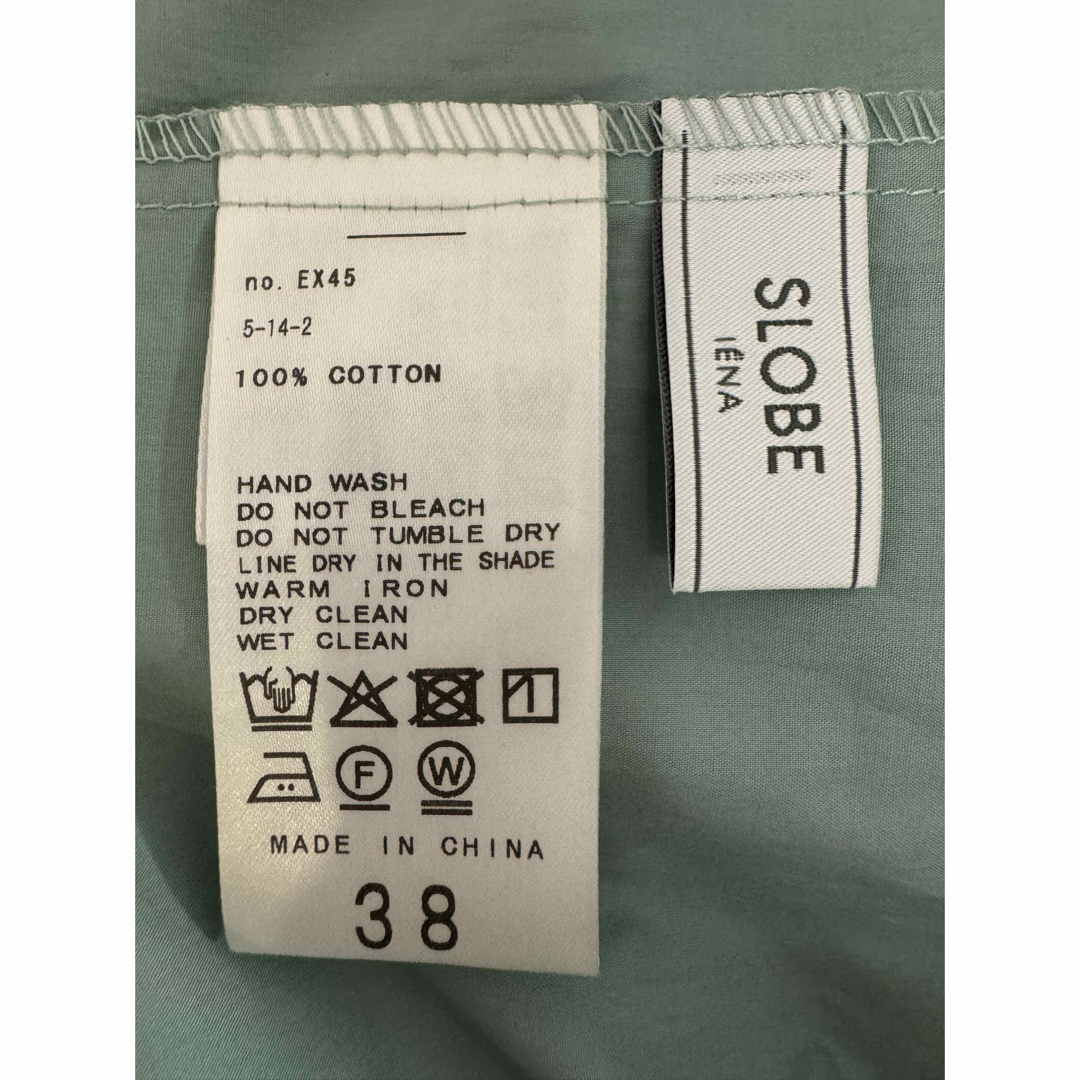 no. EX45
5-14-2
100% COTTON
HAND WASH
DO NOT BLEACH
DO NOT TUMBLE DRY
LINE DRY IN THE SHADE
WARM IRON
DRY CLEAN
WET CLEAN
F
W
MADE IN CHINA
38
SLOBE
IÉNA